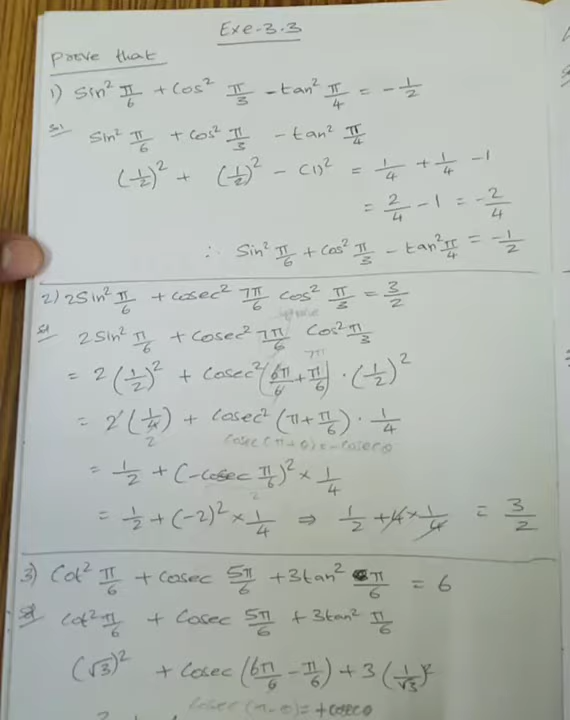 Exe-3.3
Prove that
1) Sin² π/6 + Cos² π/3 - tan² π/4 = -1/2
Sol
Sin² π/6 + Cos² π/3 - tan² π/4
(1/2)² + (1/2)² - (1)² = 1/4 + 1/4 - 1
= 2/4 - 1 = -2/4
∴ Sin² π/6 + Cos² π/3 - tan² π/4 = -1/2
2) 2Sin² π/6 + Cosec² 7π/6 Cos² π/3 = 3/2
Sol
2Sin² π/6 + Cosec² 7π/6 Cos² π/3
= 2(1/2)² + Cosec² (6π/6 + π/6) · (1/2)²
= 2(1/4) + Cosec² (π + π/6) · 1/4
Cosec(π+θ) = -Cosecθ
= 1/2 + (-Cosec π/6)² × 1/4
= 1/2 + (-2)² × 1/4 ⇒ 1/2 + 4 × 1/4 = 3/2
3) Cot² π/6 + Cosec 5π/6 + 3tan² π/6 = 6
Sol
Cot² π/6 + Cosec 5π/6 + 3tan² π/6
(√3)² + Cosec (6π/6 - π/6) + 3(1/√3)²
Cosec(π-θ) = +Cosecθ